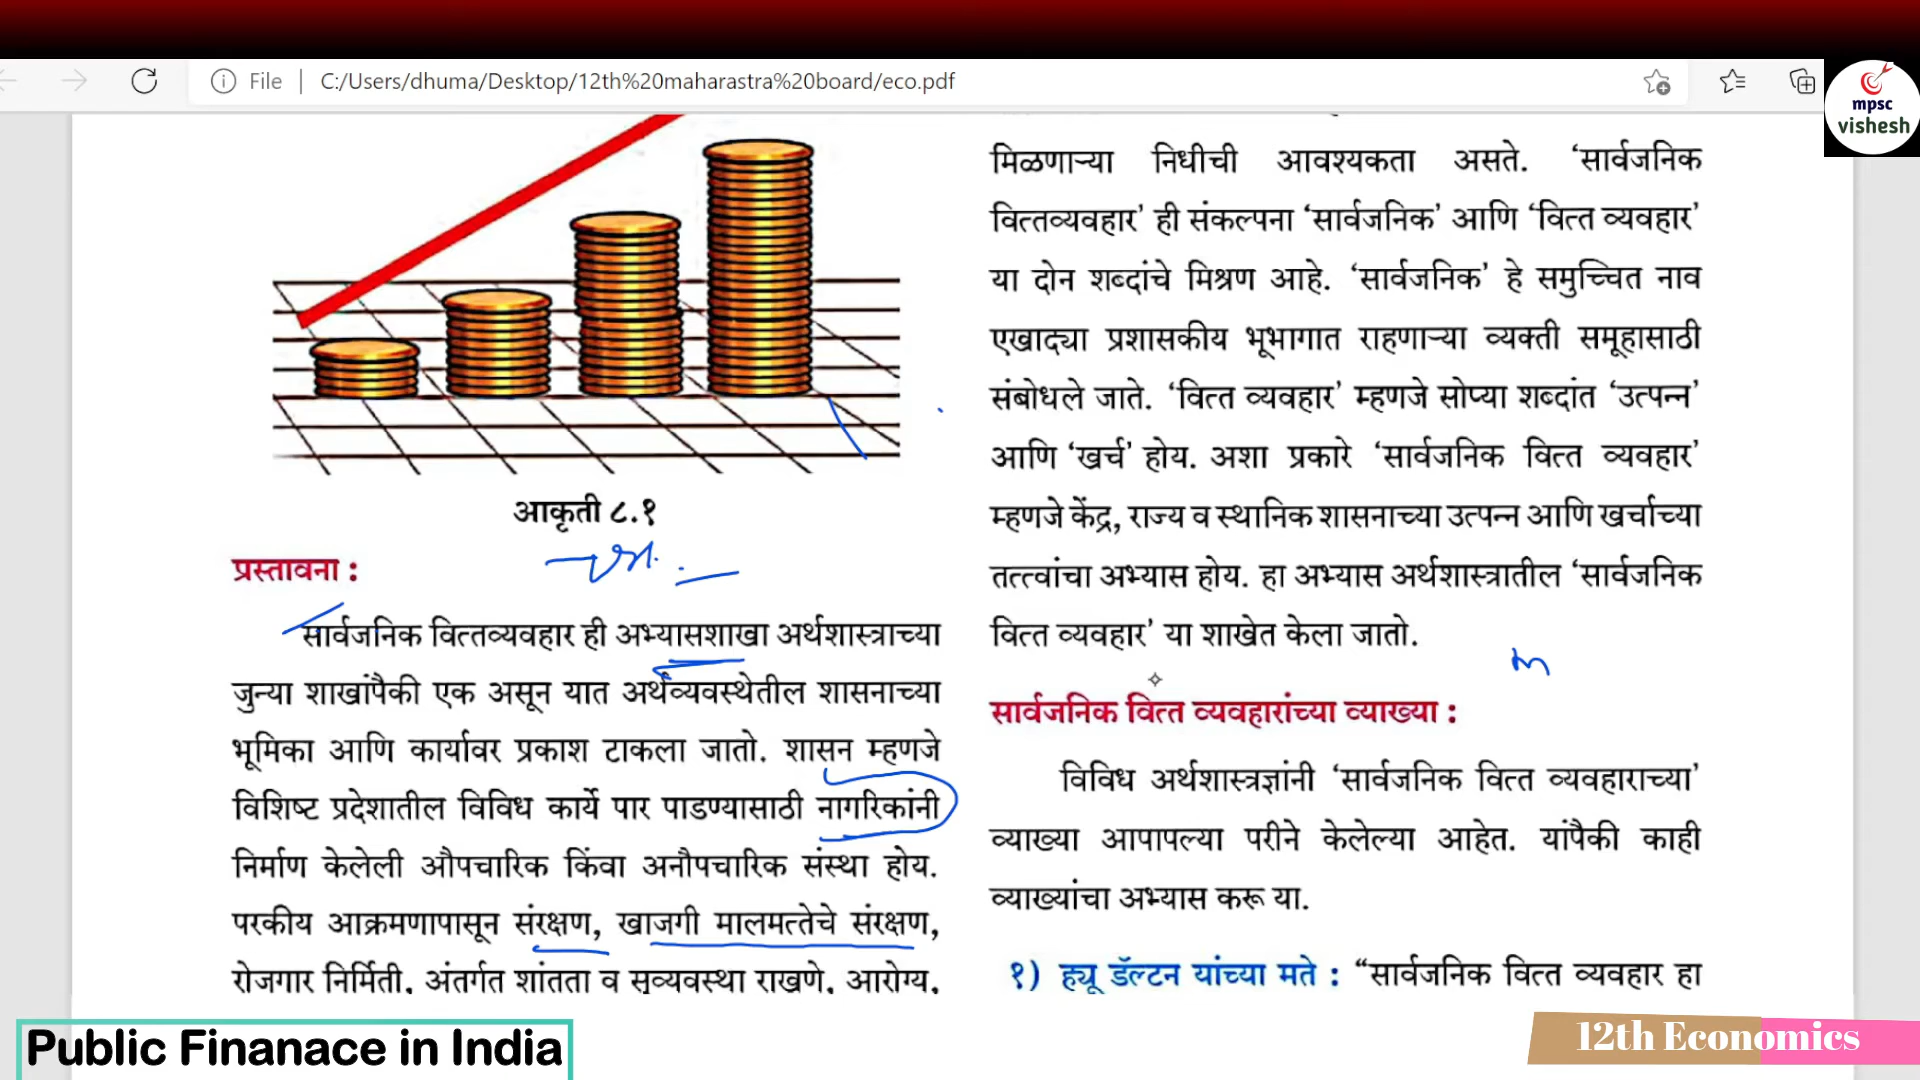 File
C:/Users/dhuma/Desktop/12th%20maharastra%20board/eco.pdf
mpsc
vishesh
आकृती ८.१
प्रस्तावना :
सार्वजनिक वित्तव्यवहार ही अभ्यासशाखा अर्थशास्त्राच्या
जुन्या शाखांपैकी एक असून यात अर्थव्यवस्थेतील शासनाच्या
भूमिका आणि कार्यावर प्रकाश टाकला जातो. शासन म्हणजे
विशिष्ट प्रदेशातील विविध कार्ये पार पाडण्यासाठी नागरिकांनी
निर्माण केलेली औपचारिक किंवा अनौपचारिक संस्था होय.
परकीय आक्रमणापासून संरक्षण, खाजगी मालमत्तेचे संरक्षण,
रोजगार निर्मिती, अंतर्गत शांतता व सुव्यवस्था राखणे, आरोग्य,
मिळणाऱ्या निधीची आवश्यकता असते. ‘सार्वजनिक
वित्तव्यवहार’ ही संकल्पना ‘सार्वजनिक’ आणि ‘वित्त व्यवहार’
या दोन शब्दांचे मिश्रण आहे. ‘सार्वजनिक’ हे समुच्चित नाव
एखाद्या प्रशासकीय भूभागात राहणाऱ्या व्यक्ती समूहासाठी
संबोधले जाते. ‘वित्त व्यवहार’ म्हणजे सोप्या शब्दांत ‘उत्पन्न’
आणि ‘खर्च’ होय. अशा प्रकारे ‘सार्वजनिक वित्त व्यवहार’
म्हणजे केंद्र, राज्य व स्थानिक शासनाच्या उत्पन्न आणि खर्चाच्या
तत्त्वांचा अभ्यास होय. हा अभ्यास अर्थशास्त्रातील ‘सार्वजनिक
वित्त व्यवहार’ या शाखेत केला जातो.
सार्वजनिक वित्त व्यवहारांच्या व्याख्या :
विविध अर्थशास्त्रज्ञांनी ‘सार्वजनिक वित्त व्यवहाराच्या’
व्याख्या आपापल्या परीने केलेल्या आहेत. यांपैकी काही
व्याख्यांचा अभ्यास करू या.
१) ह्यू डॅल्टन यांच्या मते : “सार्वजनिक वित्त व्यवहार हा
Public Finanace in India
12th Economics